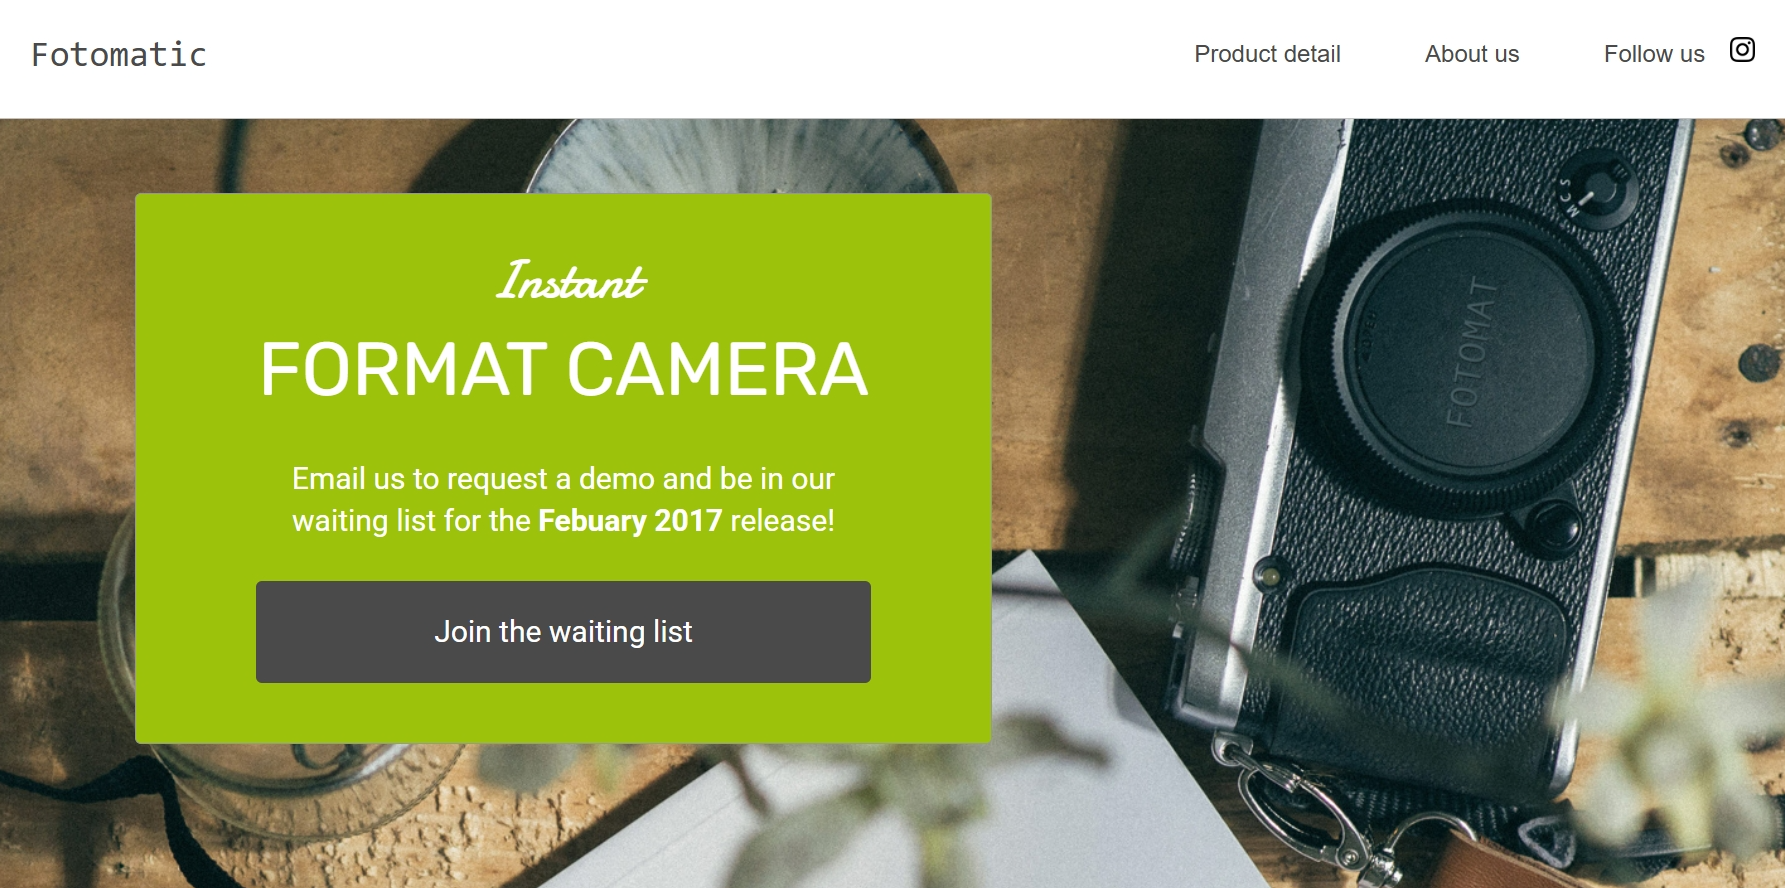 Fotomatic
Product detail
About us
Follow us
Instant
FORMAT CAMERA
Email us to request a demo and be in our
waiting list for the Febuary 2017 release!
Join the waiting list
FOTOMAT
M C S